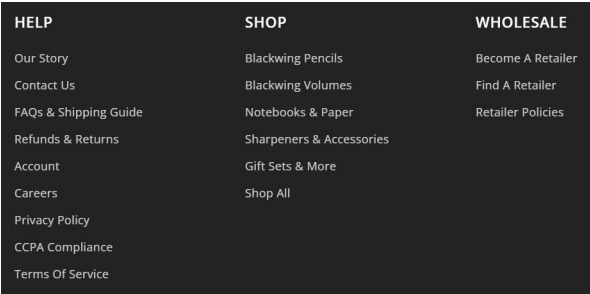 HELP
Our Story
Contact Us
FAQs & Shipping Guide
Refunds & Returns
Account
Careers
Privacy Policy
CCPA Compliance
Terms Of Service
SHOP
Blackwing Pencils
Blackwing Volumes
Notebooks & Paper
Sharpeners & Accessories
Gift Sets & More
Shop All
WHOLESALE
Become A Retailer
Find A Retailer
Retailer Policies